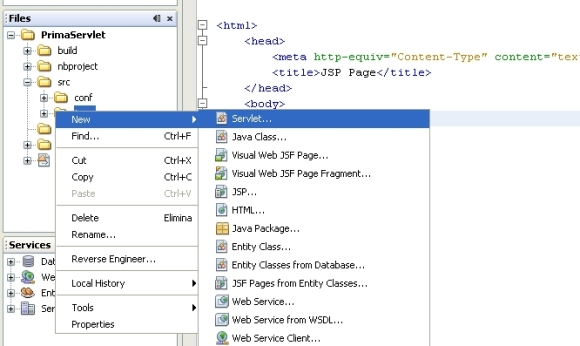 Files
PrimaServlet
build
nbproject
src
conf
<html>
<head>
<meta http-equiv="Content-Type" content="tex
<title>JSP Page</title>
</head>
<body>
New
Find... Ctrl+F
Cut Ctrl+X
Copy Ctrl+C
Paste Ctrl+V
Delete Elimina
Rename...
Reverse Engineer...
Local History
Tools
Properties
Servlet...
Java Class...
Visual Web JSF Page...
Visual Web JSF Page Fragment...
JSP...
HTML...
Java Package...
Entity Class...
Entity Classes from Database...
JSF Pages from Entity Classes...
Web Service...
Web Service from WSDL...
Web Service Client...
Services
Dat
We
Ent
Ser